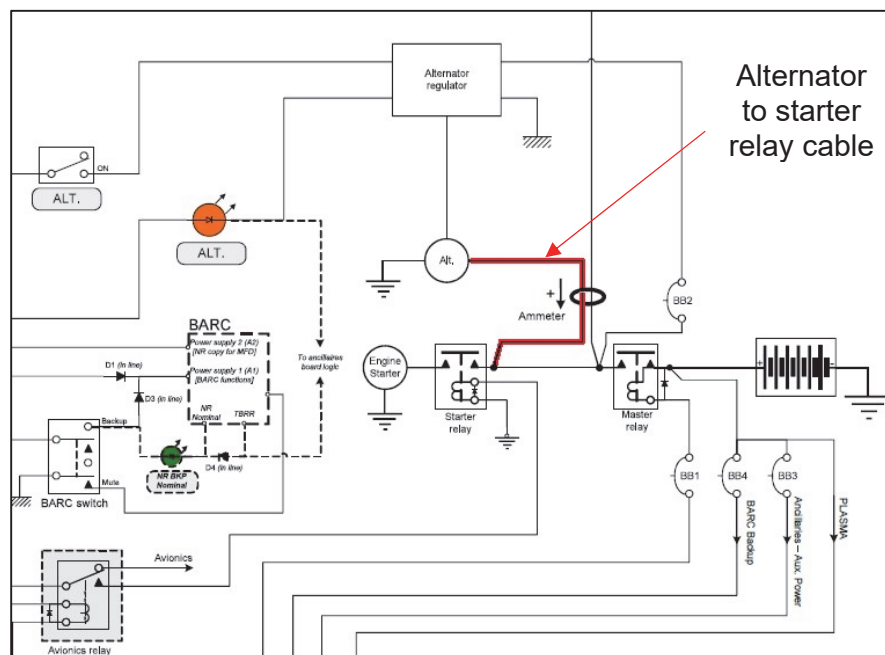 Alternator
regulator
Alternator
to starter
relay cable
ON
ALT.
ALT.
Alt.
+
Ammeter
BB2
BARC
Power supply 2 (A2)
[NR copy for MFD]
Power supply 1 (A1)
[BARC functions]
D1 (in line)
D3 (in line)
To ancillaires
board logic
NR
Nominal
TBRR
Backup
D4 (in line)
NR BKP
Nominal
Mute
BARC switch
Engine
Starter
Starter
relay
Master
relay
+
-
BB1
BB4
BB3
BARC Backup
Ancillaries – Aux. Power
PLASMA
Avionics
Avionics relay